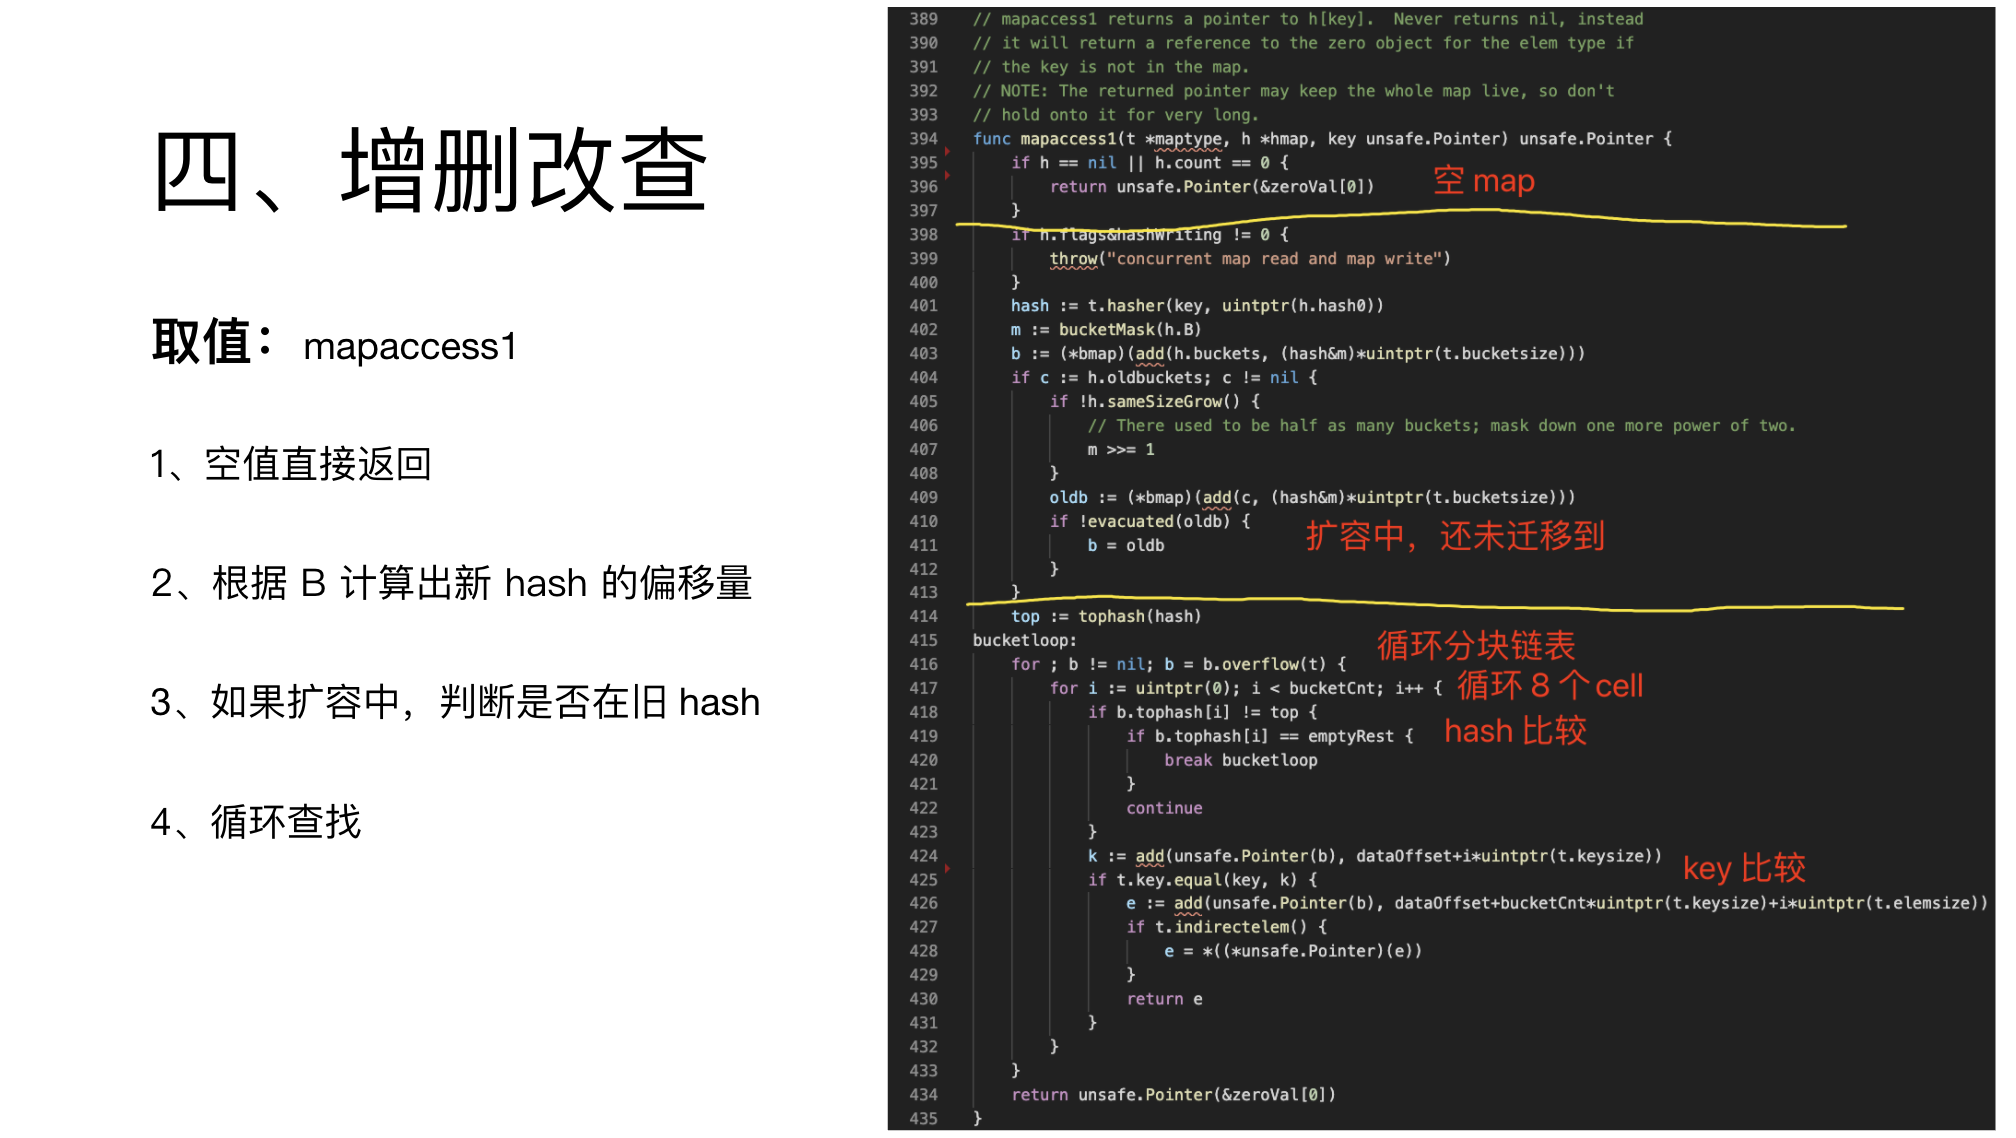 四、增删改查
取值：mapaccess1
1、空值直接返回
2、根据 B 计算出新 hash 的偏移量
3、如果扩容中，判断是否在旧 hash
4、循环查找
389 // mapaccess1 returns a pointer to h[key].  Never returns nil, instead
390 // it will return a reference to the zero object for the elem type if
391 // the key is not in the map.
392 // NOTE: The returned pointer may keep the whole map live, so don't
393 // hold onto it for very long.
394 func mapaccess1(t *maptype, h *hmap, key unsafe.Pointer) unsafe.Pointer {
395 if h == nil || h.count == 0 {
396 return unsafe.Pointer(&zeroVal[0]) 空 map
397 }
398 if h.flags&hashWriting != 0 {
399 throw("concurrent map read and map write")
400 }
401 hash := t.hasher(key, uintptr(h.hash0))
402 m := bucketMask(h.B)
403 b := (*bmap)(add(h.buckets, (hash&m)*uintptr(t.bucketsize)))
404 if c := h.oldbuckets; c != nil {
405 if !h.sameSizeGrow() {
406 // There used to be half as many buckets; mask down one more power of two.
407 m >>= 1
408 }
409 oldb := (*bmap)(add(c, (hash&m)*uintptr(t.bucketsize)))
410 if !evacuated(oldb) { 扩容中，还未迁移到
411 b = oldb
412 }
413 }
414 top := tophash(hash)
415 bucketloop: 循环分块链表
416 for ; b != nil; b = b.overflow(t) {
417 for i := uintptr(0); i < bucketCnt; i++ { 循环 8 个 cell
418 if b.tophash[i] != top {
419 if b.tophash[i] == emptyRest { hash 比较
420 break bucketloop
421 }
422 continue
423 }
424 k := add(unsafe.Pointer(b), dataOffset+i*uintptr(t.keysize)) key 比较
425 if t.key.equal(key, k) {
426 e := add(unsafe.Pointer(b), dataOffset+bucketCnt*uintptr(t.keysize)+i*uintptr(t.elemsize))
427 if t.indirectelem() {
428 e = *((*unsafe.Pointer)(e))
429 }
430 return e
431 }
432 }
433 }
434 return unsafe.Pointer(&zeroVal[0])
435 }